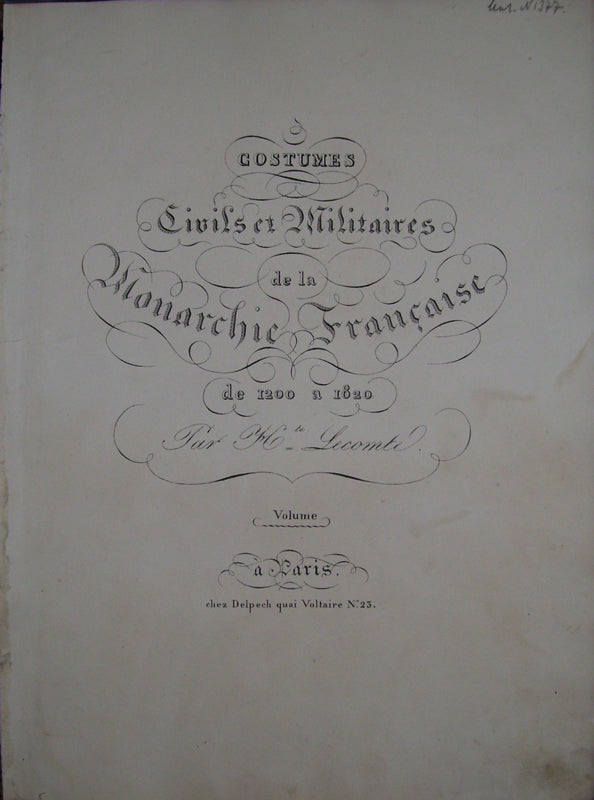 N 1377.
COSTUMES
Civils et Militaires
de la
Monarchie Française
de 1200 a 1820
Par H.te Lecomte.
Volume
à Paris.
chez Delpech quai Voltaire N.º 23.